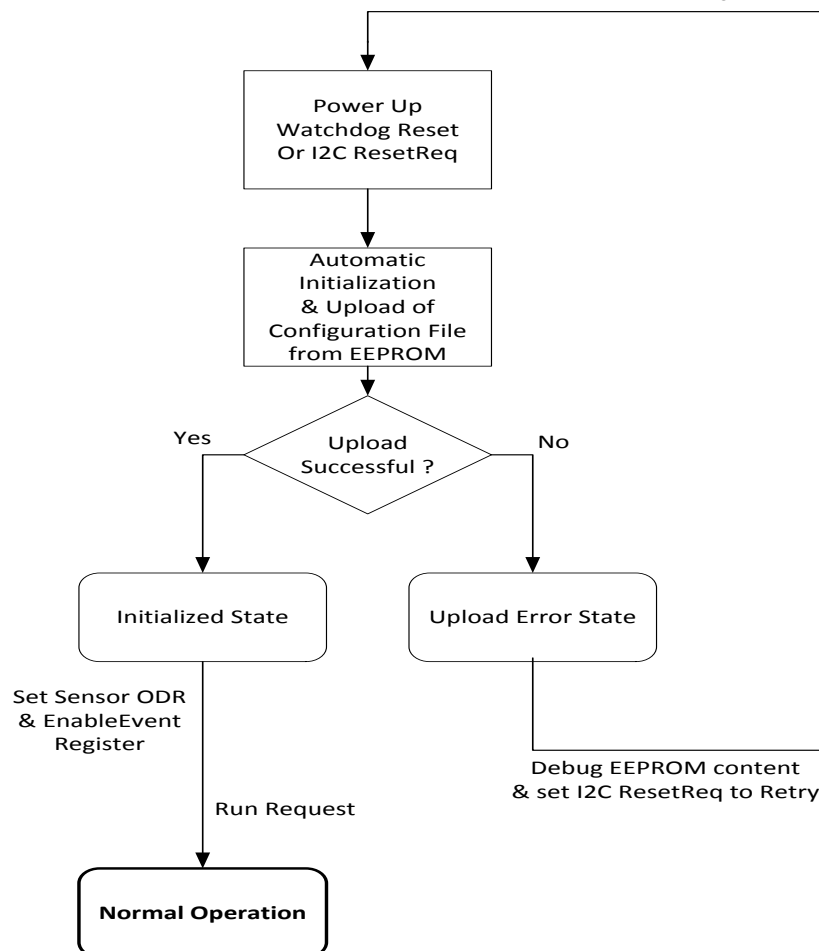 Power Up
Watchdog Reset
Or I2C ResetReq
Automatic
Initialization
& Upload of
Configuration File
from EEPROM
Yes
Upload
Successful ?
No
Initialized State
Upload Error State
Set Sensor ODR
& EnableEvent
Register
Debug EEPROM content
& set I2C ResetReq to Retry
Run Request
Normal Operation